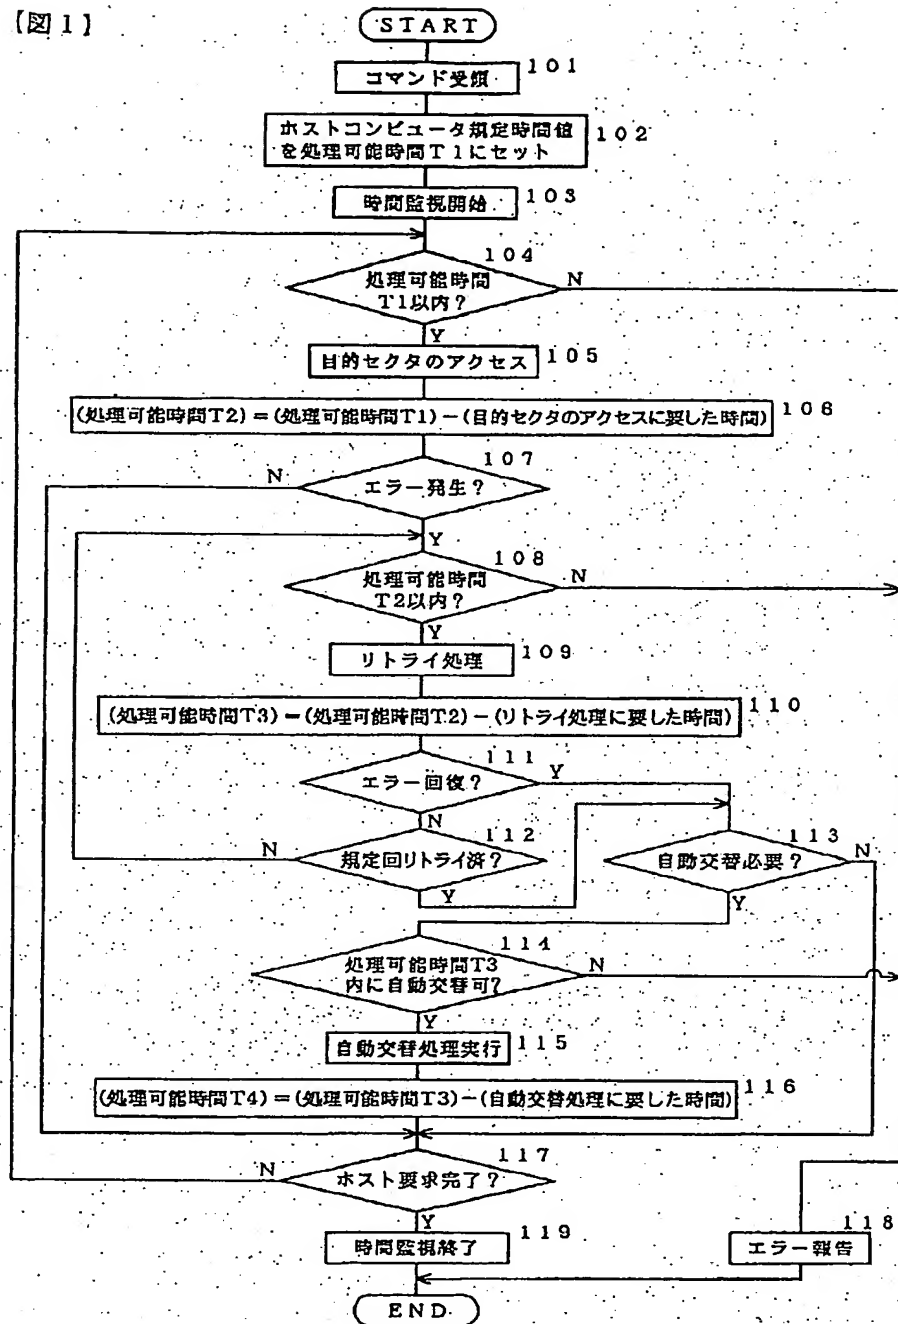 【図1】
START
コマンド受領
101
ホストコンピュータ規定時間値
を処理可能時間T1にセット
102
時間監視開始
103
104
処理可能時間
T1以内?
N
Y
目的セクタのアクセス
105
(処理可能時間T2)=(処理可能時間T1)-(目的セクタのアクセスに要した時間)
106
107
エラー発生?
N
Y
108
処理可能時間
T2以内?
N
Y
リトライ処理
109
(処理可能時間T3)-(処理可能時間T2)-(リトライ処理に要した時間)
110
111
エラー回復?
Y
N
112
規定回リトライ済?
N
Y
113
自動交替必要?
N
Y
114
処理可能時間T3
内に自動交替可?
N
Y
自動交替処理実行
115
(処理可能時間T4)=(処理可能時間T3)-(自動交替処理に要した時間)
116
117
ホスト要求完了?
N
Y
時間監視終了
119
118
エラー報告
END